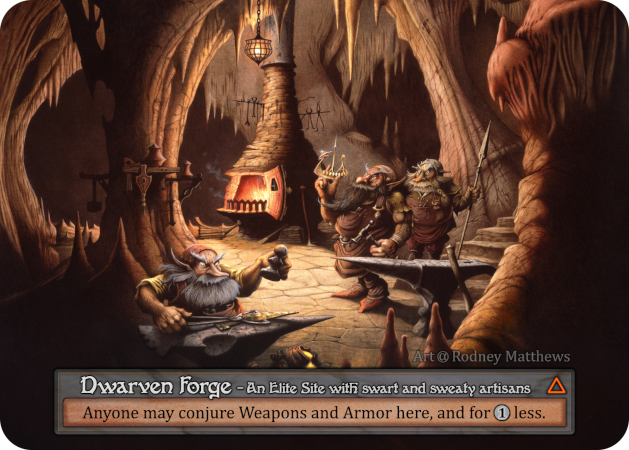 Art @ Rodney Matthews
Dwarven Forge - An Elite Site with swart and sweaty artisans
Anyone may conjure Weapons and Armor here, and for 1 less.